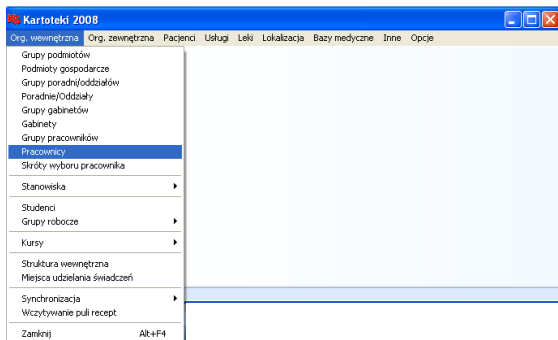 Kartoteki 2008
Org. wewnętrzna Org. zewnętrzna Pacjenci Usługi Leki Lokalizacja Bazy medyczne Inne Opcje
Grupy podmiotów
Podmioty gospodarcze
Grupy poradni/oddziałów
Poradnie/Oddziały
Grupy gabinetów
Gabinety
Grupy pracowników
Pracownicy
Skróty wyboru pracownika
Stanowiska
Studenci
Grupy robocze
Kursy
Struktura wewnętrzna
Miejsca udzielania świadczeń
Synchronizacja
Wczytywanie puli recept
Zamknij Alt+F4